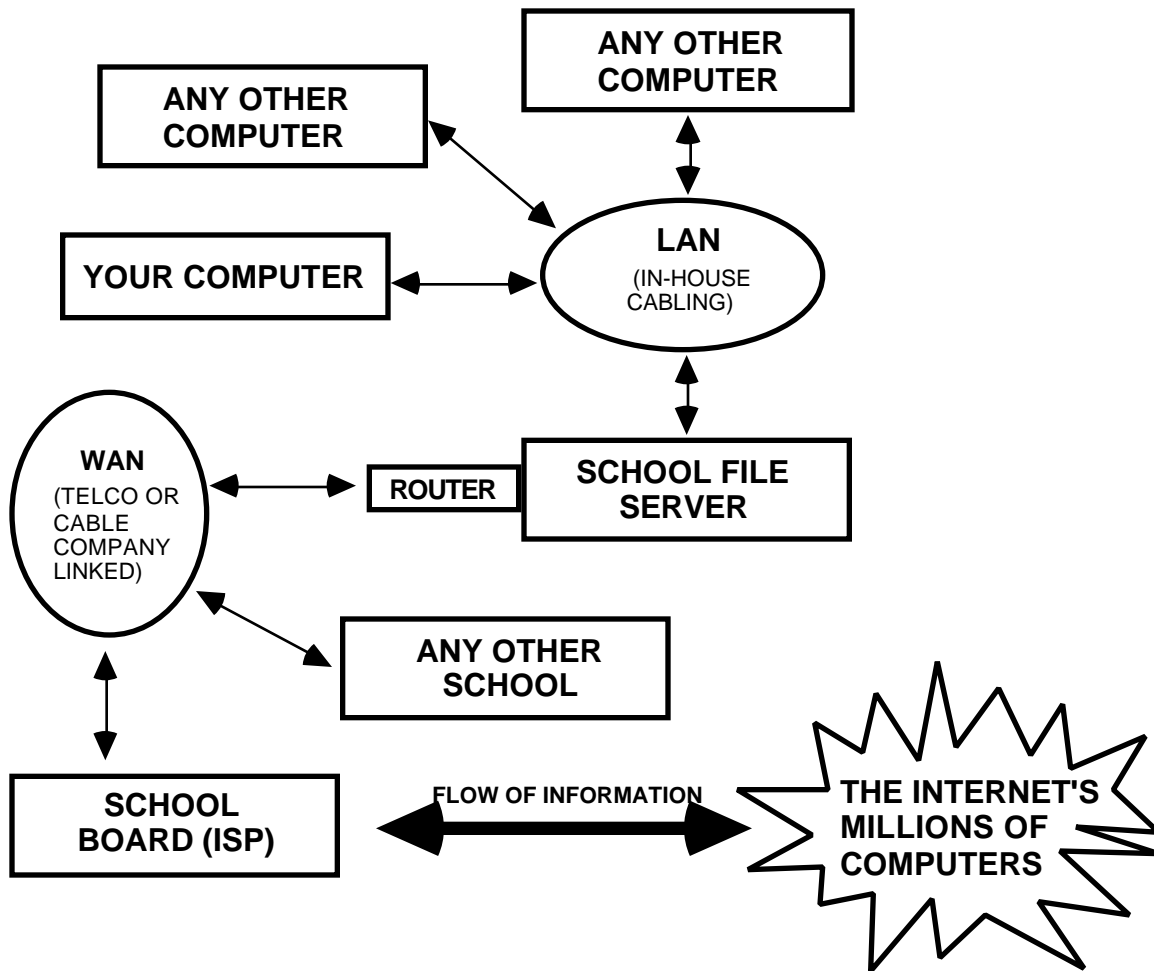 ANY OTHER
COMPUTER
ANY OTHER
COMPUTER
LAN
(IN-HOUSE
CABLING)
YOUR COMPUTER
WAN
(TELCO OR
CABLE
COMPANY
LINKED)
ROUTER
SCHOOL FILE
SERVER
ANY OTHER
SCHOOL
SCHOOL
BOARD (ISP)
FLOW OF INFORMATION
THE INTERNET'S
MILLIONS OF
COMPUTERS